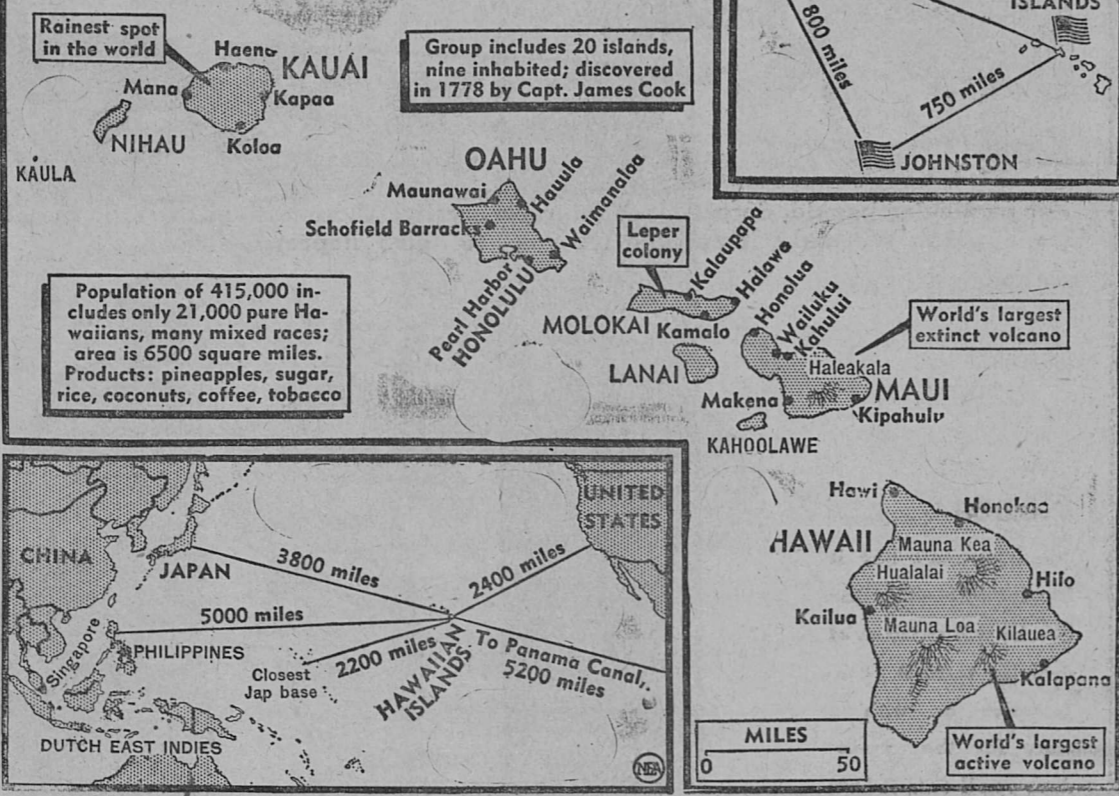 Rainest spot
in the world
Haena
KAUAI
Mana
Kapaa
NIHAU
Koloa
KAULA
Group includes 20 islands,
nine inhabited; discovered
in 1778 by Capt. James Cook
800 miles
ISLANDS
750 miles
JOHNSTON
OAHU
Maunawai
Hauula
Waimanaloa
Schofield Barracks
Pearl Harbor
HONOLULU
Leper
colony
Kalaupapa
Halawa
MOLOKAI
Kamalo
Honolua
Wailuku
Kahului
LANAI
World's largest
extinct volcano
Haleakala
MAUI
Makena
Kipahulu
KAHOOLAWE
Population of 415,000 in-
cludes only 21,000 pure Ha-
waiians, many mixed races;
area is 6500 square miles.
Products: pineapples, sugar,
rice, coconuts, coffee, tobacco
UNITED
STATES
CHINA
JAPAN
3800 miles
2400 miles
5000 miles
Singapore
PHILIPPINES
Closest
Jap base
2200 miles
HAWAIIAN
ISLANDS
To Panama Canal,
5200 miles
DUTCH EAST INDIES
NEA
Hawi
Honokaa
HAWAII
Mauna Kea
Hualalai
Hilo
Kailua
Mauna Loa
Kilauea
Kalapana
World's largest
active volcano
MILES
0 50